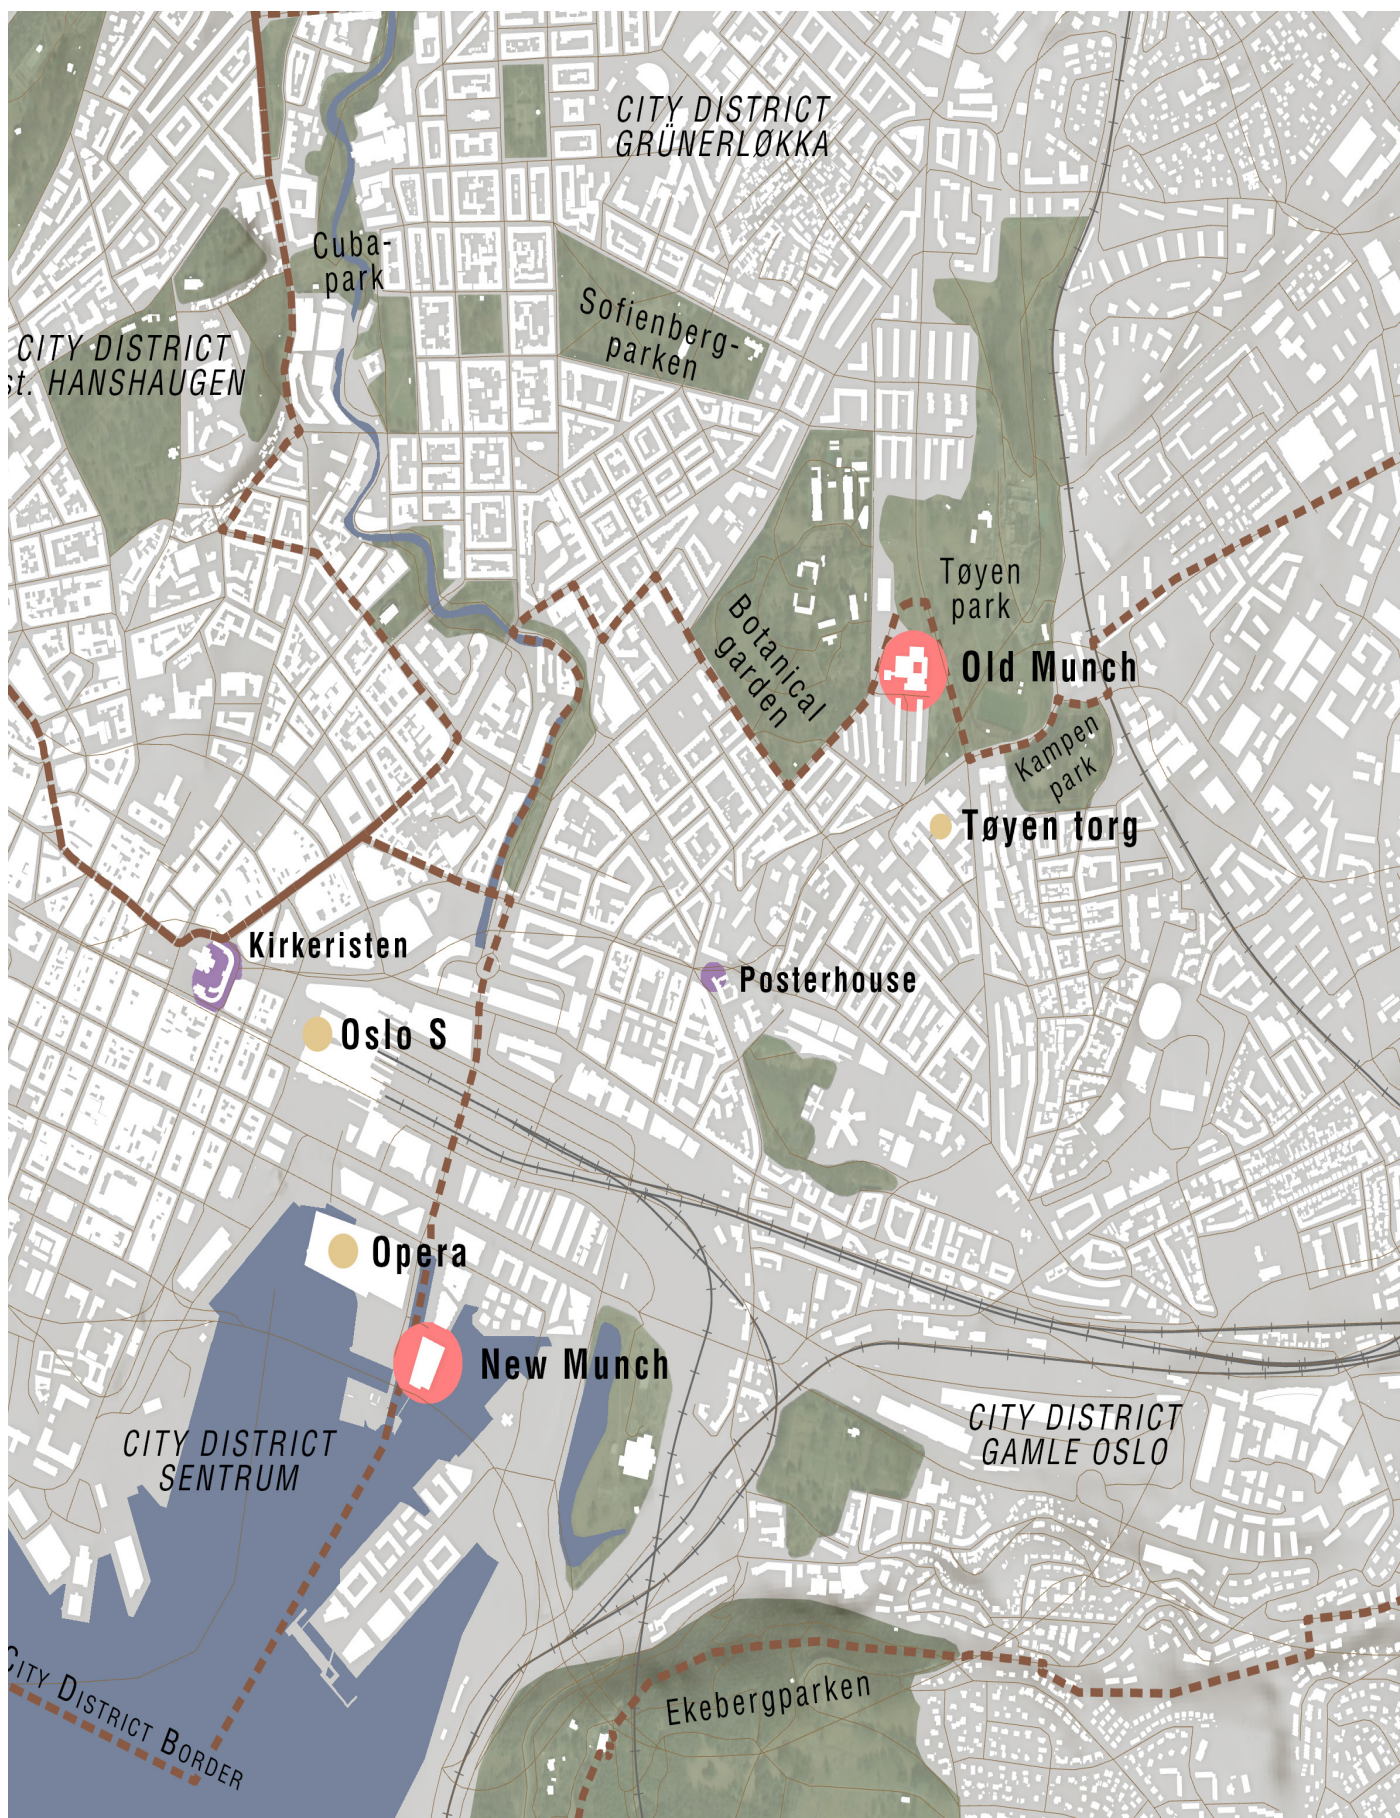 CITY DISTRICT
GRÜNERLØKKA
Cuba-
park
Sofienberg-
parken
CITY DISTRICT
st. HANSHAUGEN
Tøyen
park
Botanical
garden
Old Munch
Kampen
park
Tøyen torg
Kirkeristen
Posterhouse
Oslo S
Opera
New Munch
CITY DISTRICT
GAMLE OSLO
CITY DISTRICT
SENTRUM
Ekebergparken
CITY DISTRICT BORDER